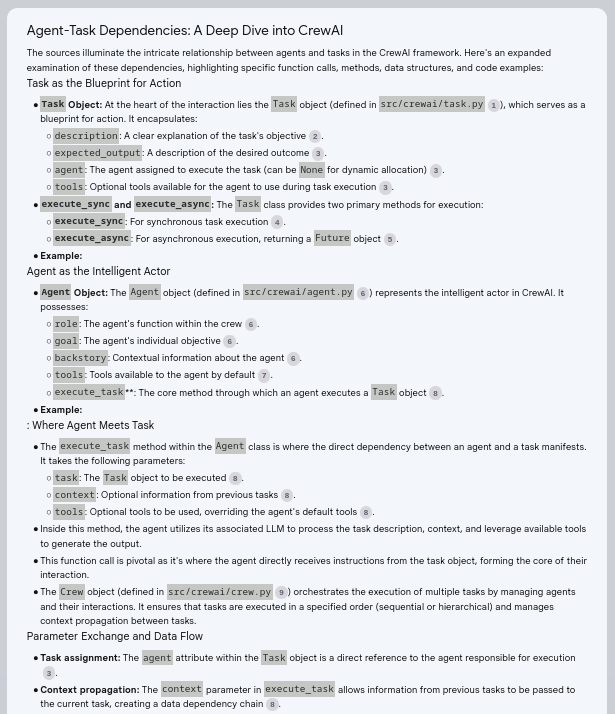 Agent-Task Dependencies: A Deep Dive into CrewAI
The sources illuminate the intricate relationship between agents and tasks in the CrewAI framework. Here's an expanded
examination of these dependencies, highlighting specific function calls, methods, data structures, and code examples:
Task as the Blueprint for Action
● Task Object: At the heart of the interaction lies the Task object (defined in src/crewai/task.py 1), which serves as a
blueprint for action. It encapsulates:
○ description: A clear explanation of the task's objective 2.
○ expected_output: A description of the desired outcome 3.
○ agent: The agent assigned to execute the task (can be None for dynamic allocation) 3.
○ tools: Optional tools available for the agent to use during task execution 3.
● execute_sync and execute_async: The Task class provides two primary methods for execution:
○ execute_sync: For synchronous task execution 4.
○ execute_async: For asynchronous execution, returning a Future object 5.
● Example:
Agent as the Intelligent Actor
● Agent Object: The Agent object (defined in src/crewai/agent.py 6) represents the intelligent actor in CrewAI. It
possesses:
○ role: The agent's function within the crew 6.
○ goal: The agent's individual objective 6.
○ backstory: Contextual information about the agent 6.
○ tools: Tools available to the agent by default 7.
○ execute_task**: The core method through which an agent executes a Task object 8.
● Example:
: Where Agent Meets Task
● The execute_task method within the Agent class is where the direct dependency between an agent and a task manifests.
It takes the following parameters:
○ task: The Task object to be executed 8.
○ context: Optional information from previous tasks 8.
○ tools: Optional tools to be used, overriding the agent's default tools 8.
● Inside this method, the agent utilizes its associated LLM to process the task description, context, and leverage available tools
to generate the output.
● This function call is pivotal as it's where the agent directly receives instructions from the task object, forming the core of their
interaction.
● The Crew object (defined in src/crewai/crew.py 9) orchestrates the execution of multiple tasks by managing agents
and their interactions. It ensures that tasks are executed in a specified order (sequential or hierarchical) and manages
context propagation between tasks.
Parameter Exchange and Data Flow
● Task assignment: The agent attribute within the Task object is a direct reference to the agent responsible for execution
3.
● Context propagation: The context parameter in execute_task allows information from previous tasks to be passed to
the current task, creating a data dependency chain 8.